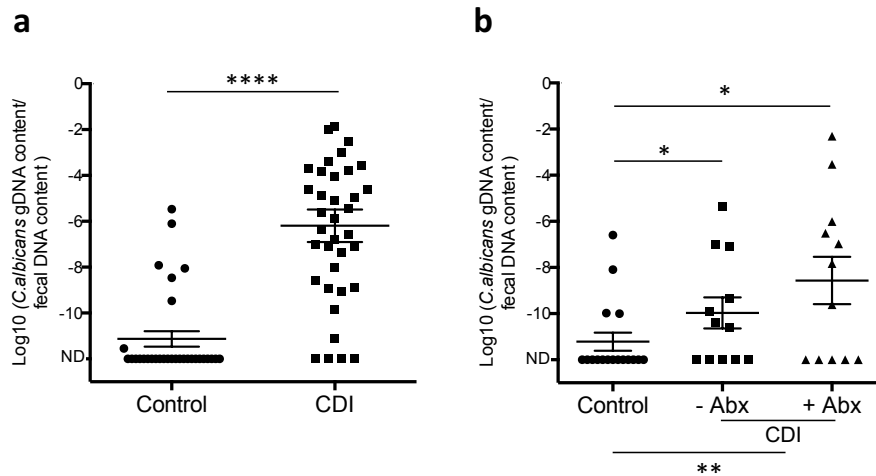 a
****
0
-2
-4
-6
-8
-10
ND
Log10 (C.albicans gDNA content/
fecal DNA content )
Control
CDI
b
*
*
0
-2
-4
-6
-8
-10
ND
Log10 (C.albicans gDNA content/
fecal DNA content )
Control
- Abx
+ Abx
CDI
**